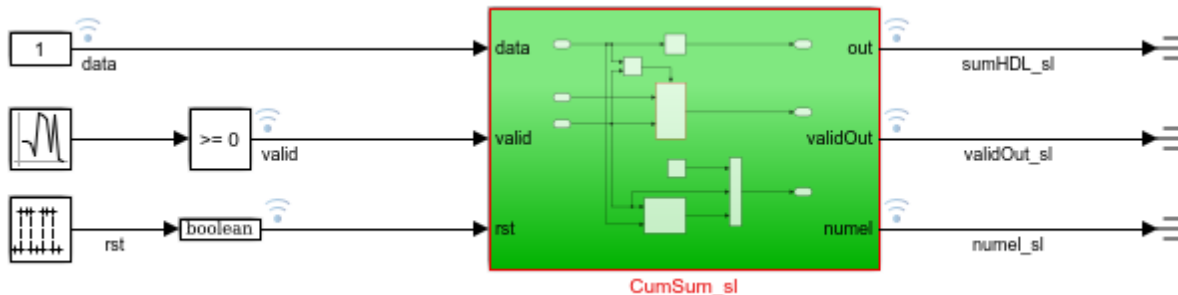 1
data
data
out
sumHDL_sl
>= 0
valid
valid
validOut
validOut_sl
rst
boolean
rst
numel
numel_sl
CumSum_sl